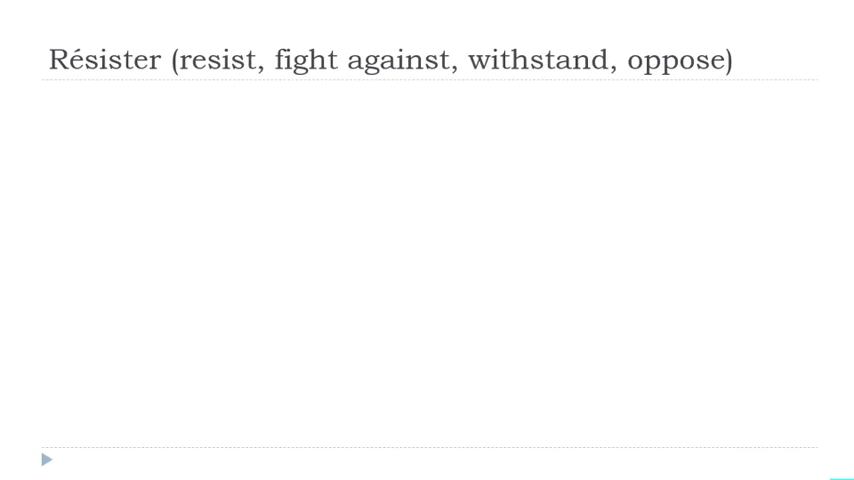 Résister (resist, fight against, withstand, oppose)